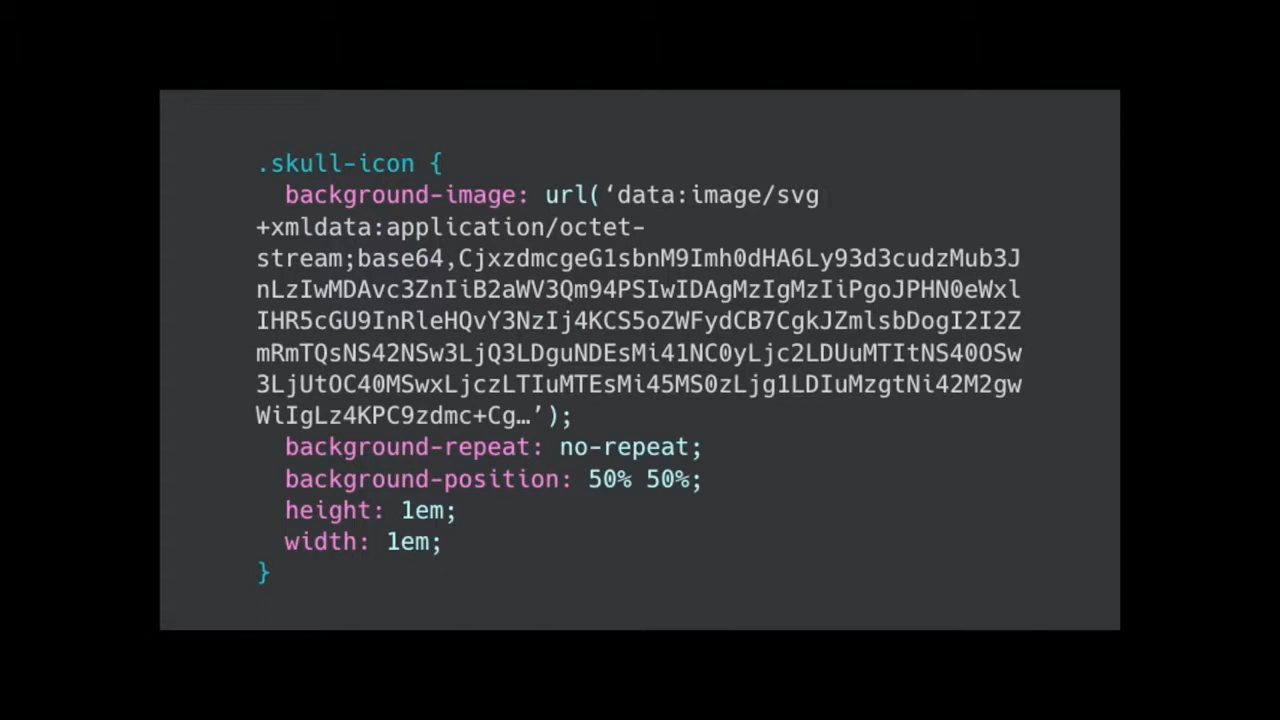 .skull-icon {
background-image: url(‘data:image/svg
+xmldata:application/octet-
stream;base64,CjxzdmcgeG1sbnM9Imh0dHA6Ly93d3cudzMub3J
nLzIwMDAvc3ZnIiB2aWV3Qm94PSIwIDAgMzIgMzIiPgoJPHN0eWxl
IHR5cGU9InRleHQvY3NzIj4KCS5oZWFydCB7CgkJZmlsbDogI2I2Z
mRmTQsNS42NSw3LjQ3LDguNDEsMi41NC0yLjc2LDUuMTItNS40OSw
3LjUtOC40MSwxLjczLTIuMTEsMi45MS0zLjg1LDIuMzgtNi42M2gw
WiIgLz4KPC9zdmc+Cg…’);
background-repeat: no-repeat;
background-position: 50% 50%;
height: 1em;
width: 1em;
}